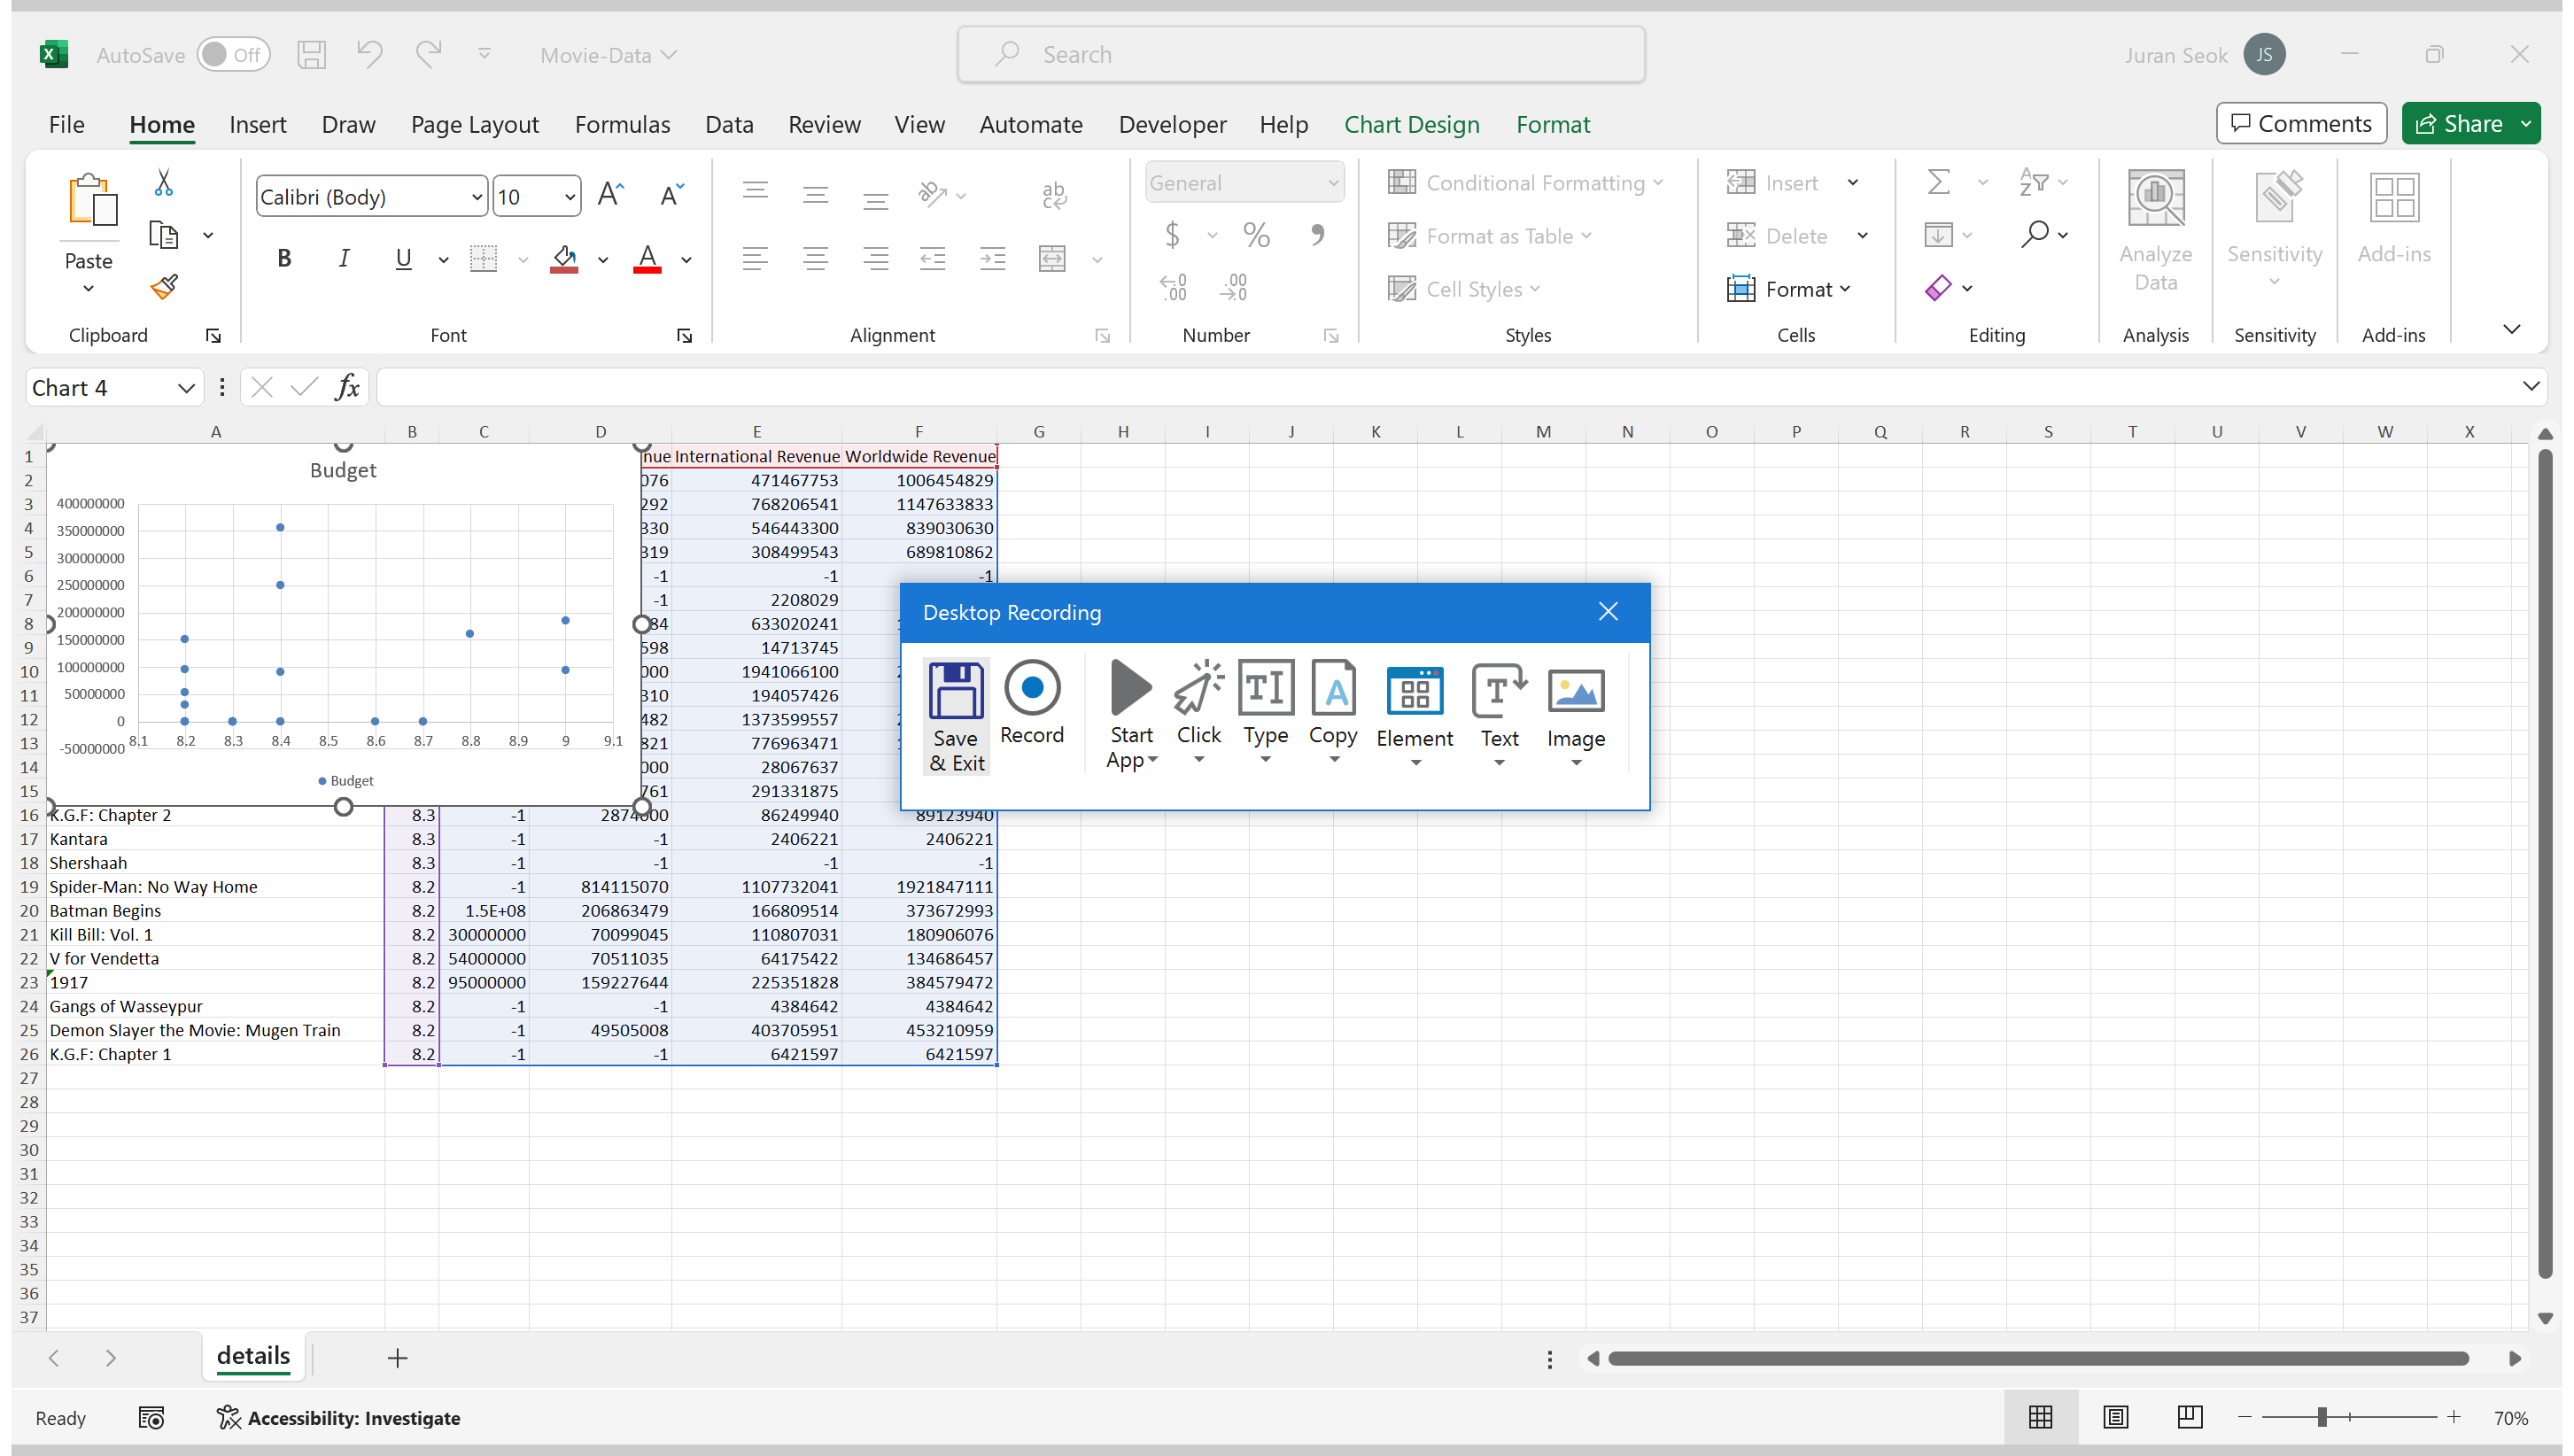 AutoSave Off Movie-Data Search Juran Seok JS
File Home Insert Draw Page Layout Formulas Data Review View Automate Developer Help Chart Design Format Comments Share
Paste
Calibri (Body) 10
B I U A
ab
General
$ % ,
Conditional Formatting
Format as Table
Cell Styles
Insert
Delete
Format
Analyze
Data
Sensitivity
Add-ins
Clipboard Font Alignment Number Styles Cells Editing Analysis Sensitivity Add-ins
Chart 4 fx
A B C D E F G H I J K L M N O P Q R S T U V W X
1 nue International Revenue Worldwide Revenue
2 076 471467753 1006454829
3 292 768206541 1147633833
4 330 546443300 839030630
5 319 308499543 689810862
6 -1 -1 -1
7 -1 2208029
8 84 633020241
9 598 14713745
10 000 1941066100
11 310 194057426
12 482 1373599557
13 821 776963471
14 000 28067637
15 761 291331875
Budget
400000000
350000000
300000000
250000000
200000000
150000000
100000000
50000000
0
-50000000 8.1 8.2 8.3 8.4 8.5 8.6 8.7 8.8 8.9 9 9.1
Budget
Desktop Recording
Save
& Exit
Record
Start
App
Click
Type
Copy
Element
Text
Image
16 K.G.F: Chapter 2 8.3 -1 2874000 86249940 89123940
17 Kantara 8.3 -1 -1 2406221 2406221
18 Shershaah 8.3 -1 -1 -1 -1
19 Spider-Man: No Way Home 8.2 -1 814115070 1107732041 1921847111
20 Batman Begins 8.2 1.5E+08 206863479 166809514 373672993
21 Kill Bill: Vol. 1 8.2 30000000 70099045 110807031 180906076
22 V for Vendetta 8.2 54000000 70511035 64175422 134686457
23 1917 8.2 95000000 159227644 225351828 384579472
24 Gangs of Wasseypur 8.2 -1 -1 4384642 4384642
25 Demon Slayer the Movie: Mugen Train 8.2 -1 49505008 403705951 453210959
26 K.G.F: Chapter 1 8.2 -1 -1 6421597 6421597
27
28
29
30
31
32
33
34
35
36
37
details
Ready Accessibility: Investigate 70%